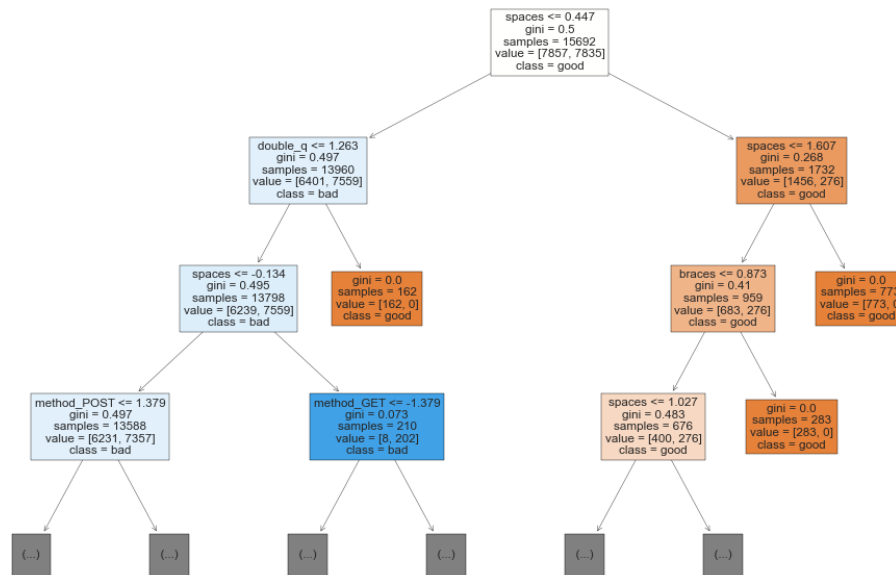 spaces <= 0.447
gini = 0.5
samples = 15692
value = [7857, 7835]
class = good
double_q <= 1.263
gini = 0.497
samples = 13960
value = [6401, 7559]
class = bad
spaces <= 1.607
gini = 0.268
samples = 1732
value = [1456, 276]
class = good
spaces <= -0.134
gini = 0.495
samples = 13798
value = [6239, 7559]
class = bad
gini = 0.0
samples = 162
value = [162, 0]
class = good
braces <= 0.873
gini = 0.41
samples = 959
value = [683, 276]
class = good
gini = 0.0
samples = 773
value = [773, 0]
class = good
method_POST <= 1.379
gini = 0.497
samples = 13588
value = [6231, 7357]
class = bad
method_GET <= -1.379
gini = 0.073
samples = 210
value = [8, 202]
class = bad
spaces <= 1.027
gini = 0.483
samples = 676
value = [400, 276]
class = good
gini = 0.0
samples = 283
value = [283, 0]
class = good
(...)
(...)
(...)
(...)
(...)
(...)